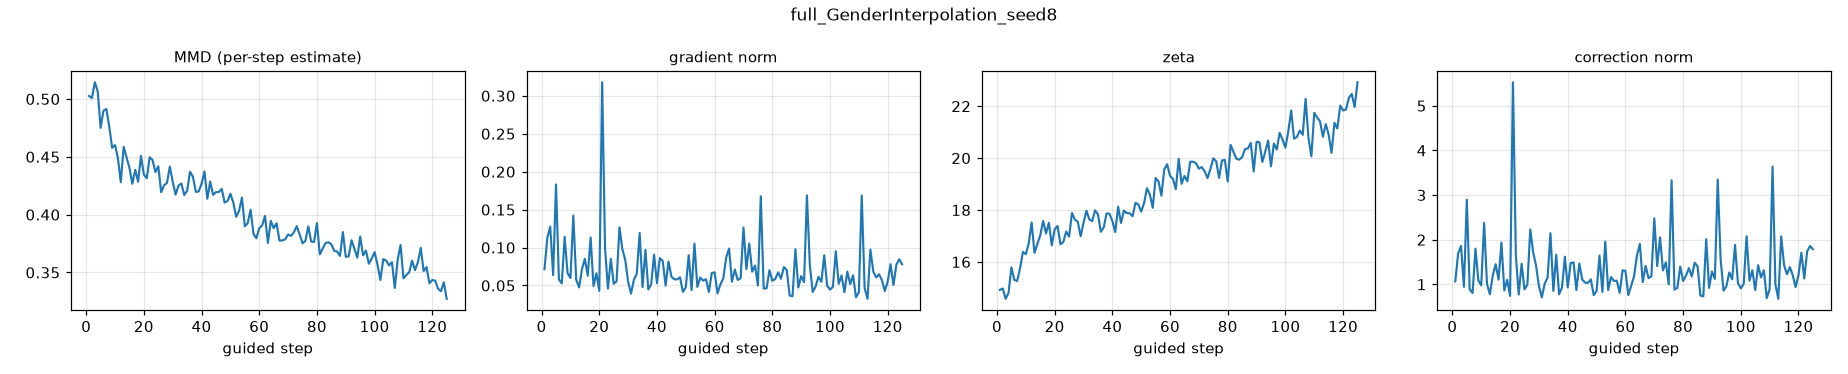 full_GenderInterpolation_seed8
MMD (per-step estimate)
0.50
0.45
0.40
0.35
0 20 40 60 80 100 120
guided step
gradient norm
0.30
0.25
0.20
0.15
0.10
0.05
0 20 40 60 80 100 120
guided step
zeta
22
20
18
16
0 20 40 60 80 100 120
guided step
correction norm
5
4
3
2
1
0 20 40 60 80 100 120
guided step